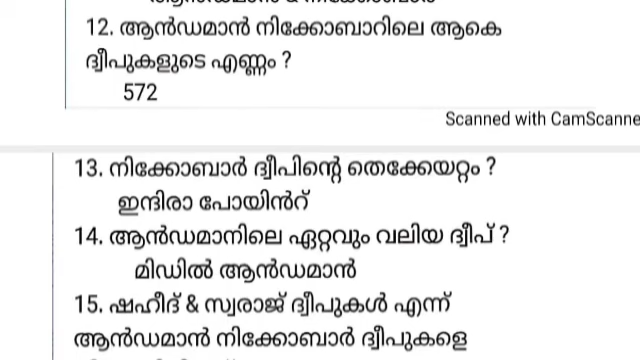 12. ആൻഡമാൻ നിക്കോബാറിലെ ആകെ
ദ്വീപുകളുടെ എണ്ണം ?
572
Scanned with CamScanne
13. നിക്കോബാർ ദ്വീപിന്റെ തെക്കേയറ്റം ?
ഇന്ദിരാ പോയിൻറ്
14. ആൻഡമാനിലെ ഏറ്റവും വലിയ ദ്വീപ് ?
മിഡിൽ ആൻഡമാൻ
15. ഷഹീദ് & സ്വരാജ് ദ്വീപുകൾ എന്ന്
ആൻഡമാൻ നിക്കോബാർ ദ്വീപുകളെ